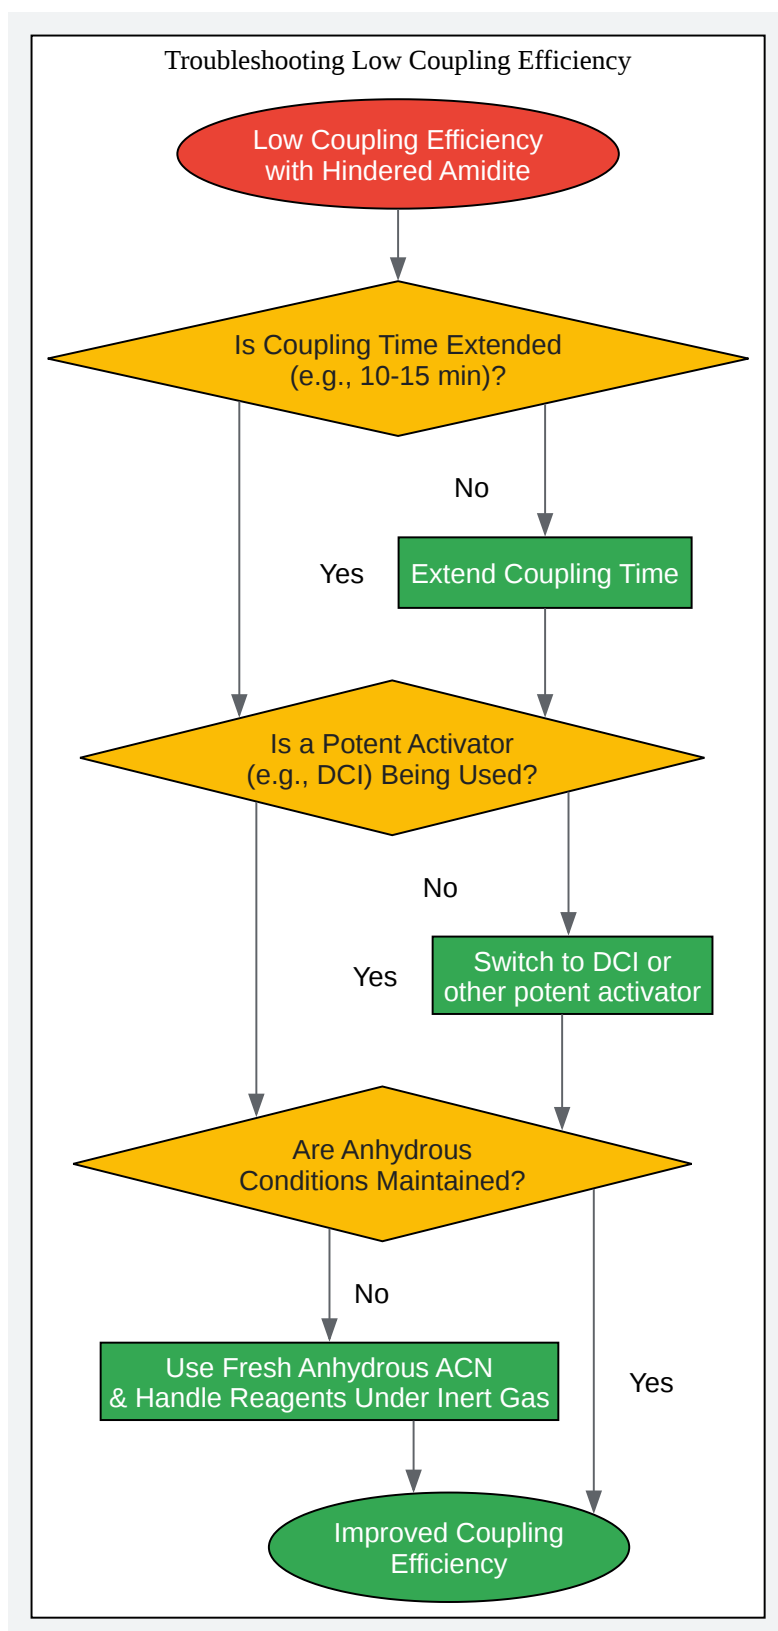 Troubleshooting Low Coupling Efficiency
Low Coupling Efficiency
with Hindered Amidite
Is Coupling Time Extended
(e.g., 10-15 min)?
No
Yes
Extend Coupling Time
Is a Potent Activator
(e.g., DCI) Being Used?
No
Yes
Switch to DCI or
other potent activator
Are Anhydrous
Conditions Maintained?
No
Use Fresh Anhydrous ACN
& Handle Reagents Under Inert Gas
Yes
Improved Coupling
Efficiency